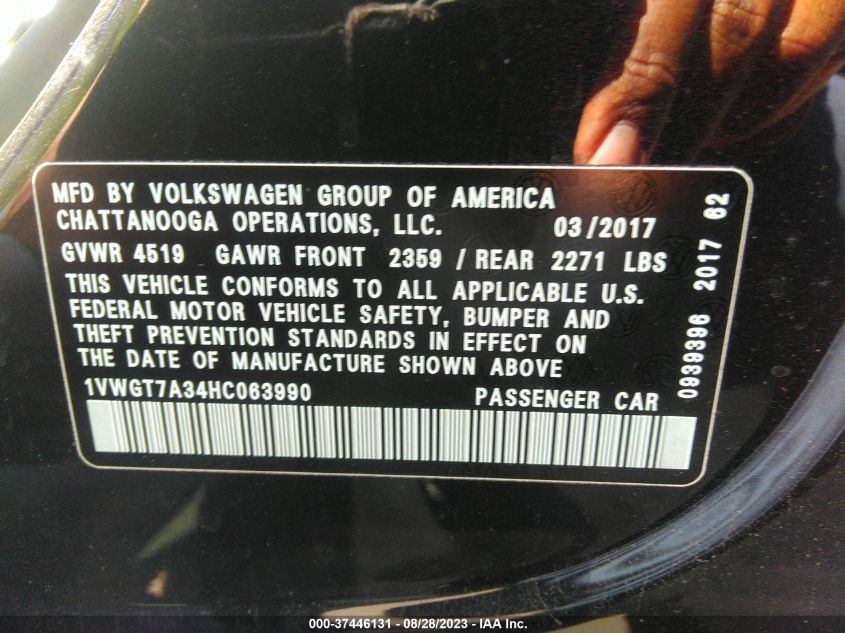 MFD BY VOLKSWAGEN GROUP OF AMERICA
CHATTANOOGA OPERATIONS, LLC. 03/2017
GVWR 4519 GAWR FRONT 2359 / REAR 2271 LBS
THIS VEHICLE CONFORMS TO ALL APPLICABLE U.S.
FEDERAL MOTOR VEHICLE SAFETY, BUMPER AND
THEFT PREVENTION STANDARDS IN EFFECT ON
THE DATE OF MANUFACTURE SHOWN ABOVE
1VWGT7A34HC063990 PASSENGER CAR
0939396 2017 62
000-37446131 - 08/28/2023 - IAA Inc.